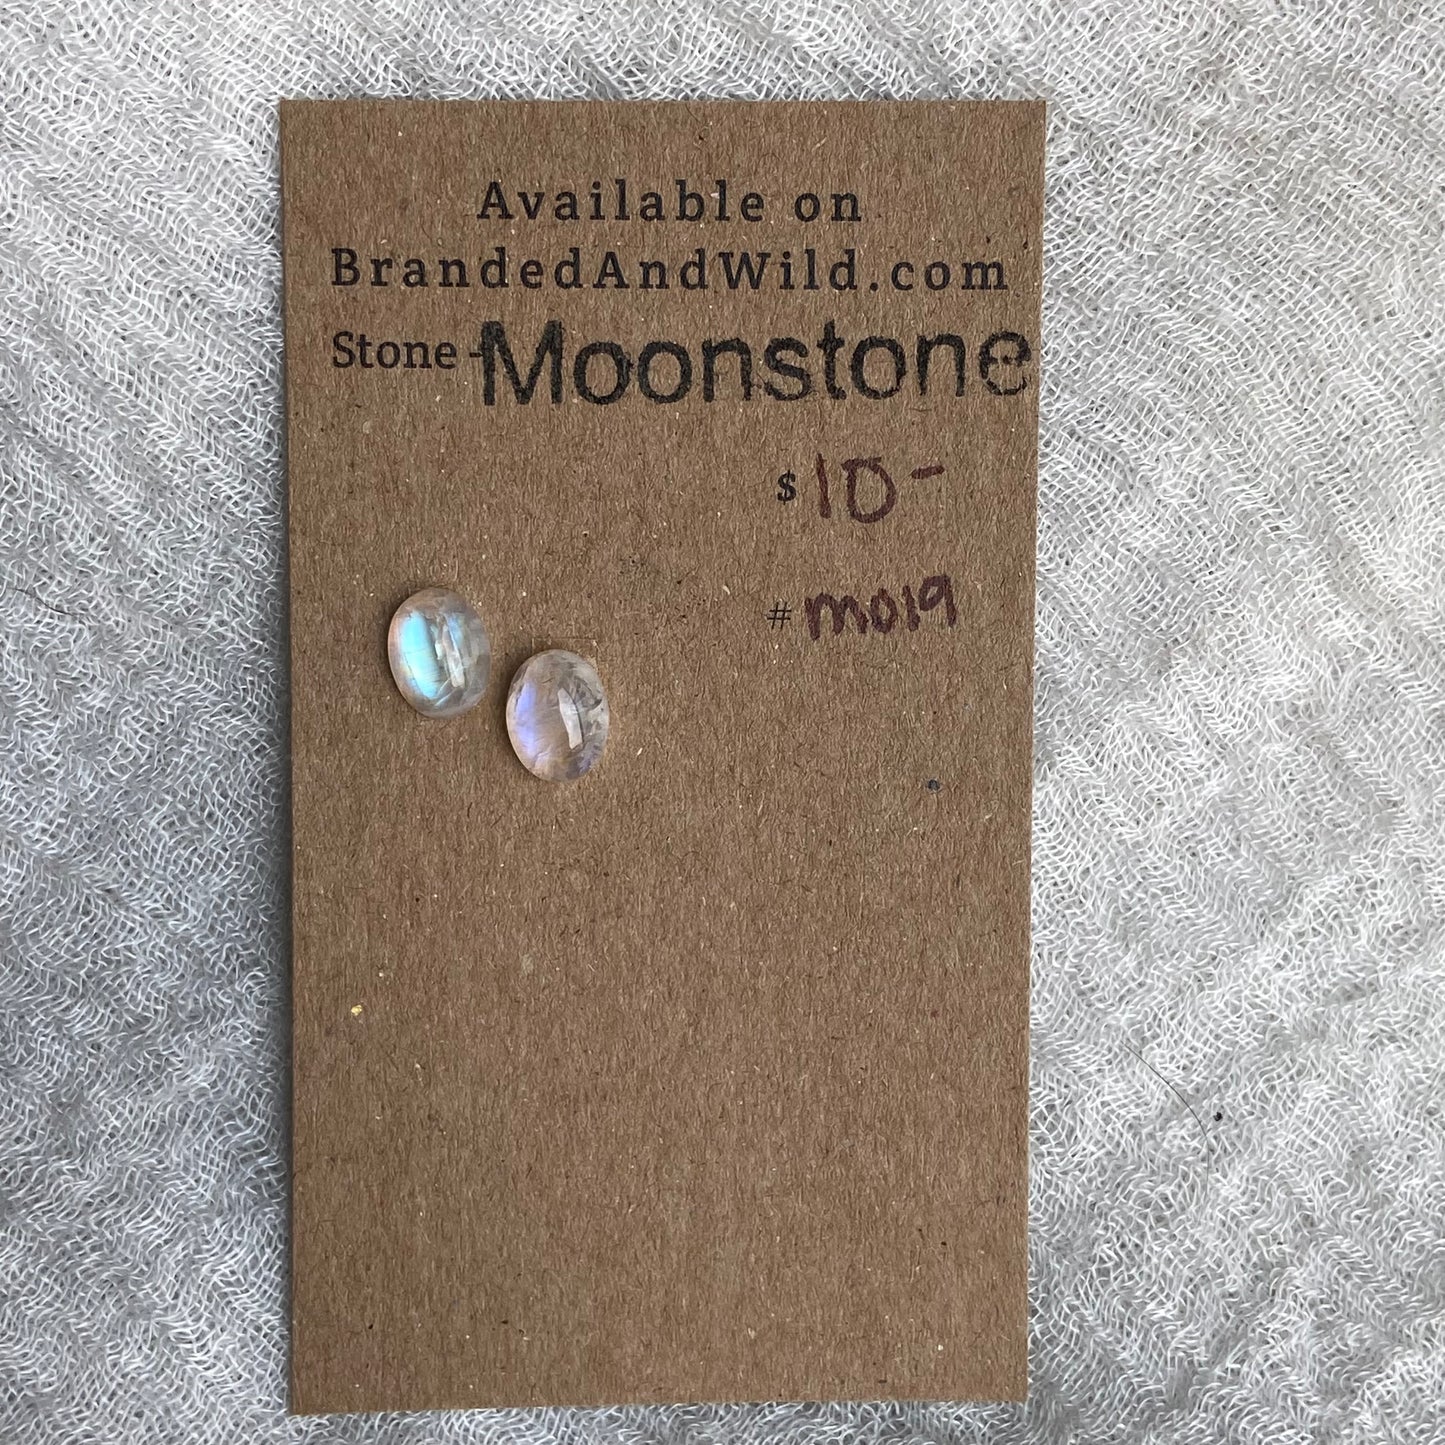 Available on
BrandedAndWild.com
Stone - Moonstone
$ 10-
# M019